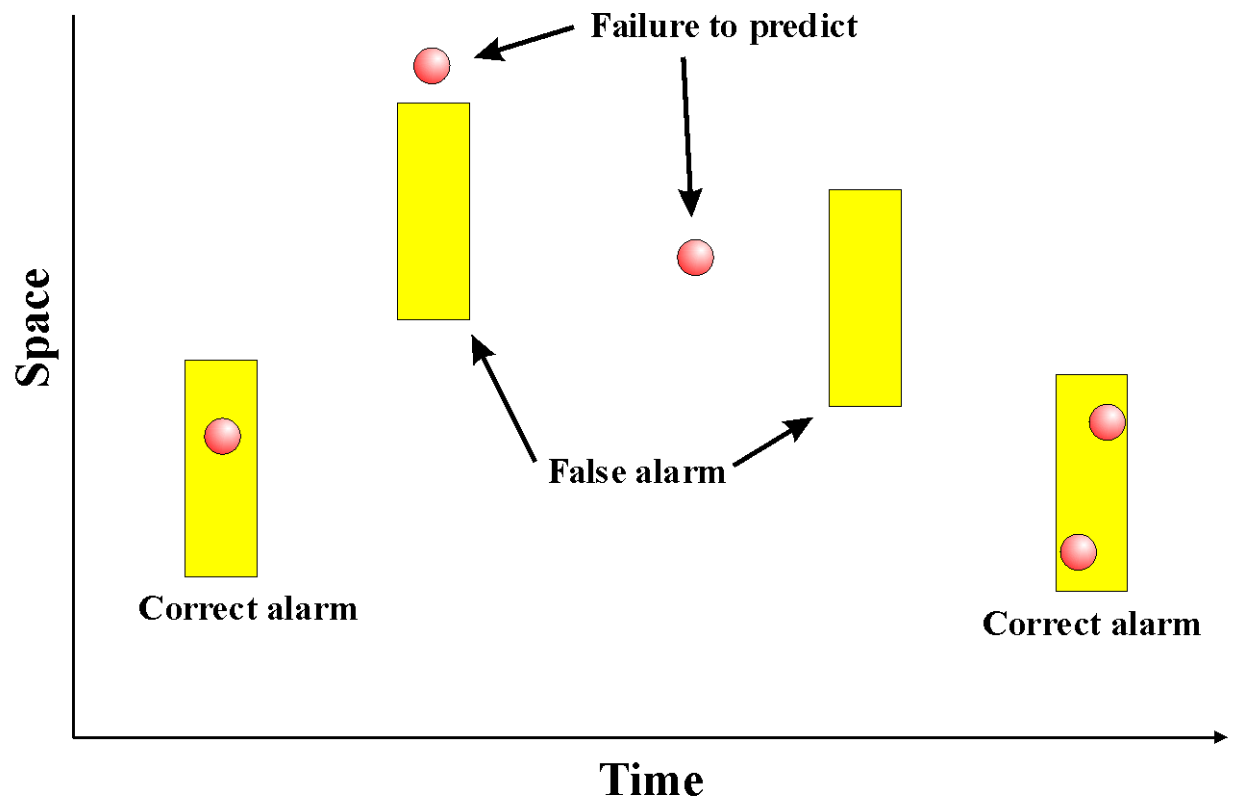 Failure to predict
Space
False alarm
Correct alarm
Correct alarm
Time